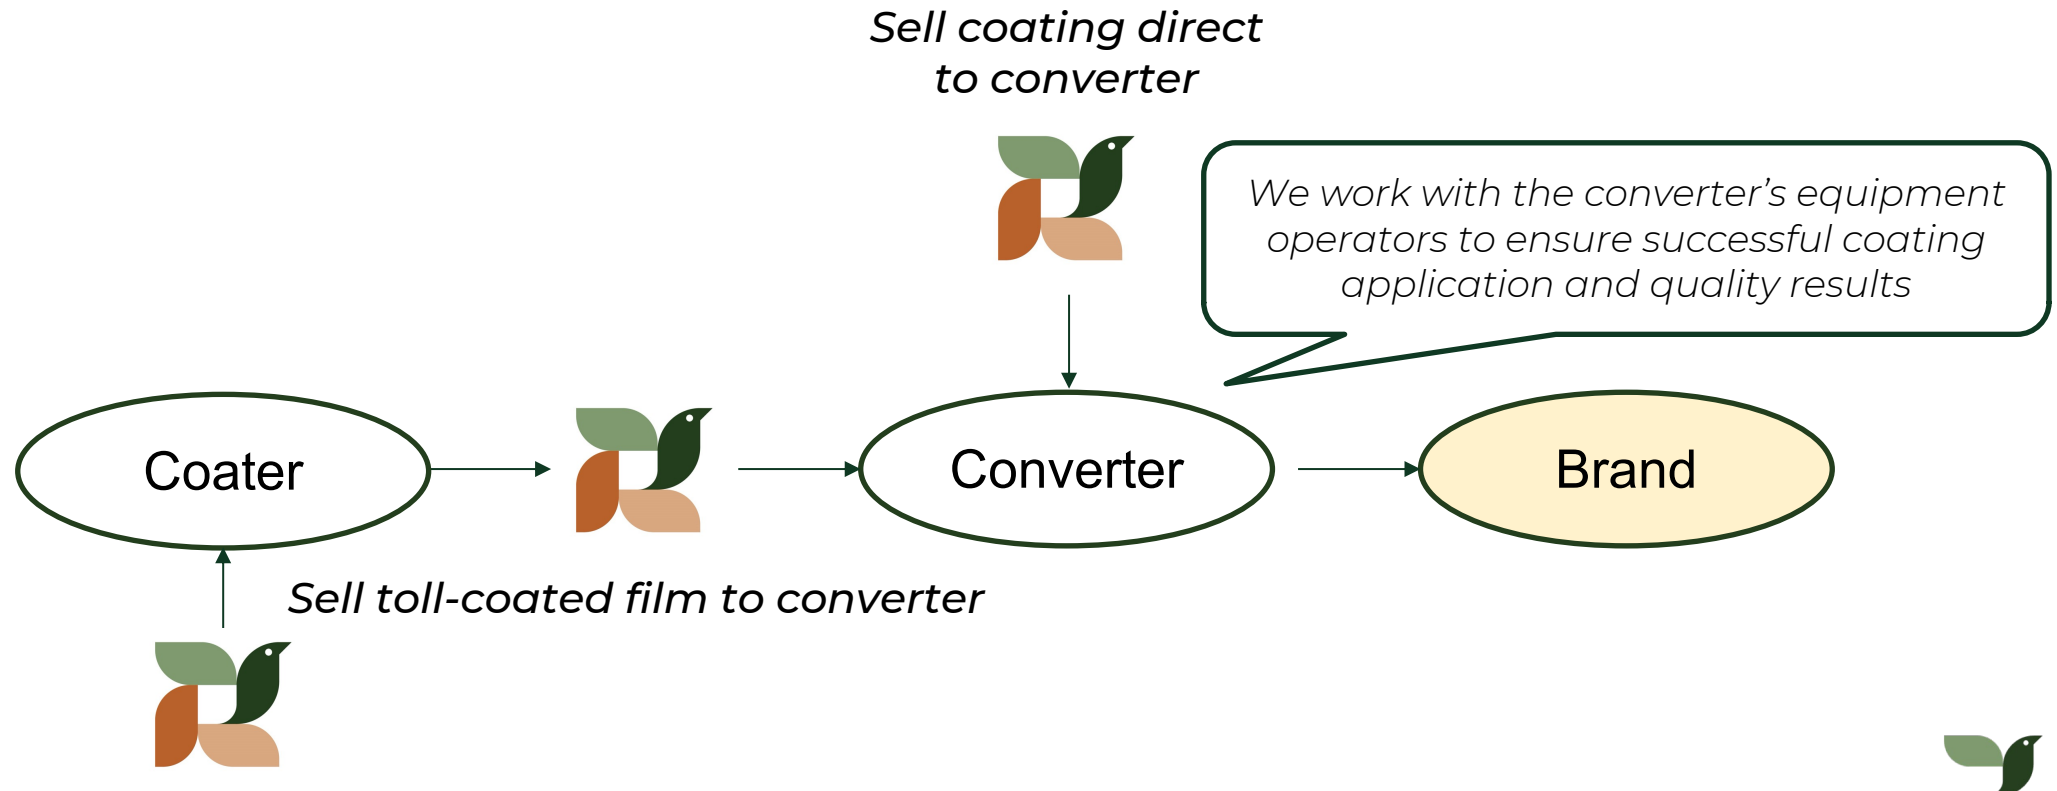 Sell coating direct
to converter
We work with the converter’s equipment
operators to ensure successful coating
application and quality results
Coater
Converter
Brand
Sell toll-coated film to converter